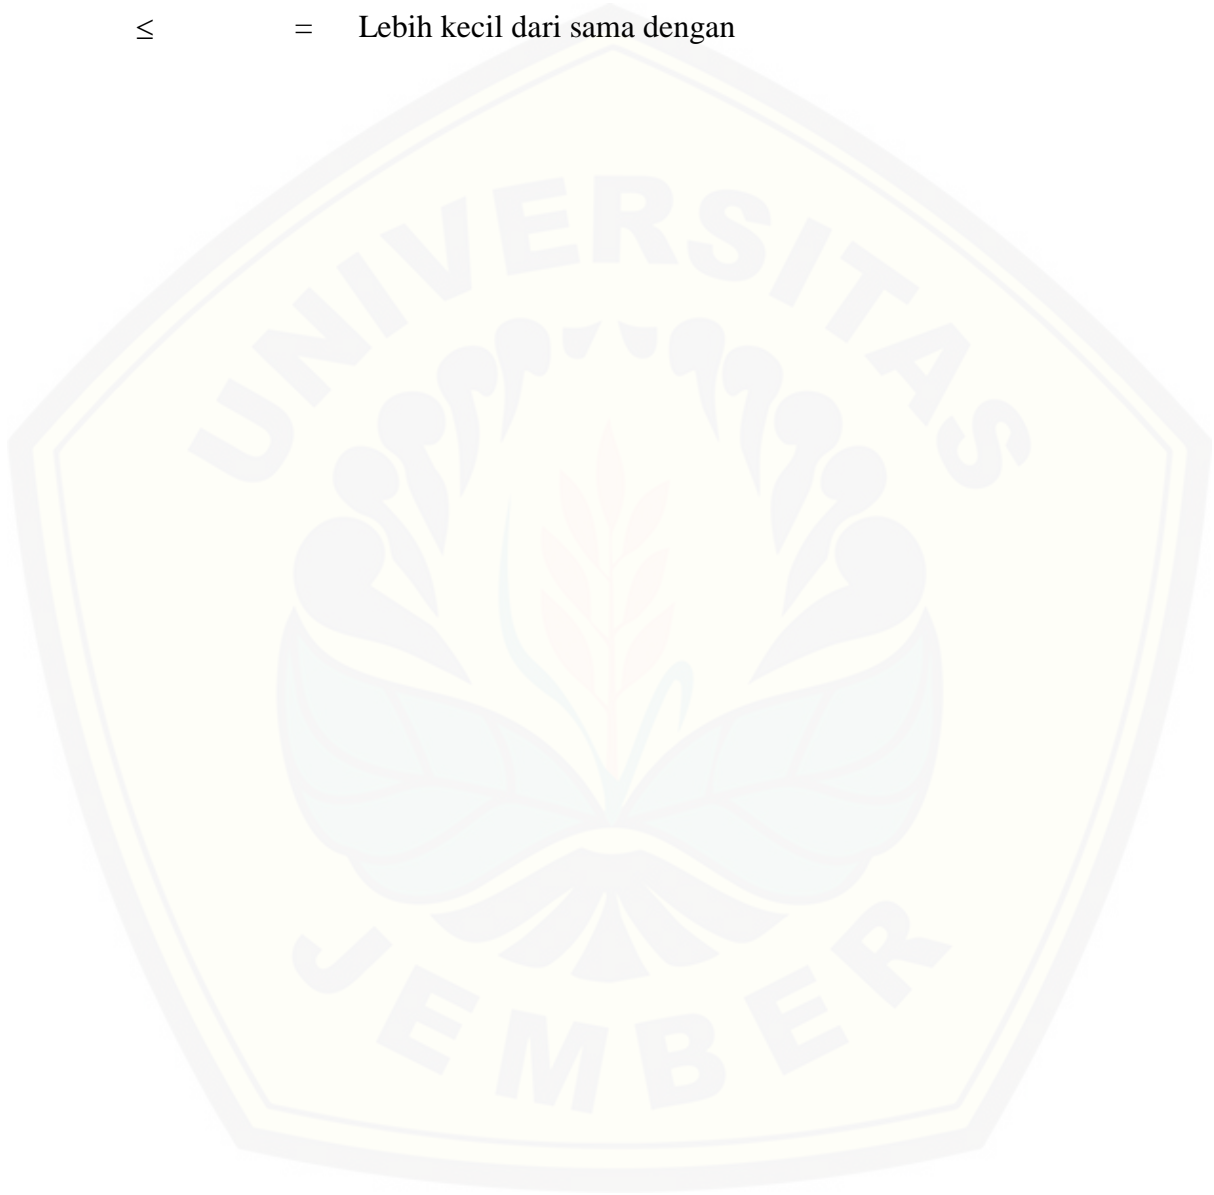 ≤ = Lebih kecil dari sama dengan
UNIVERSITAS
JEMBER